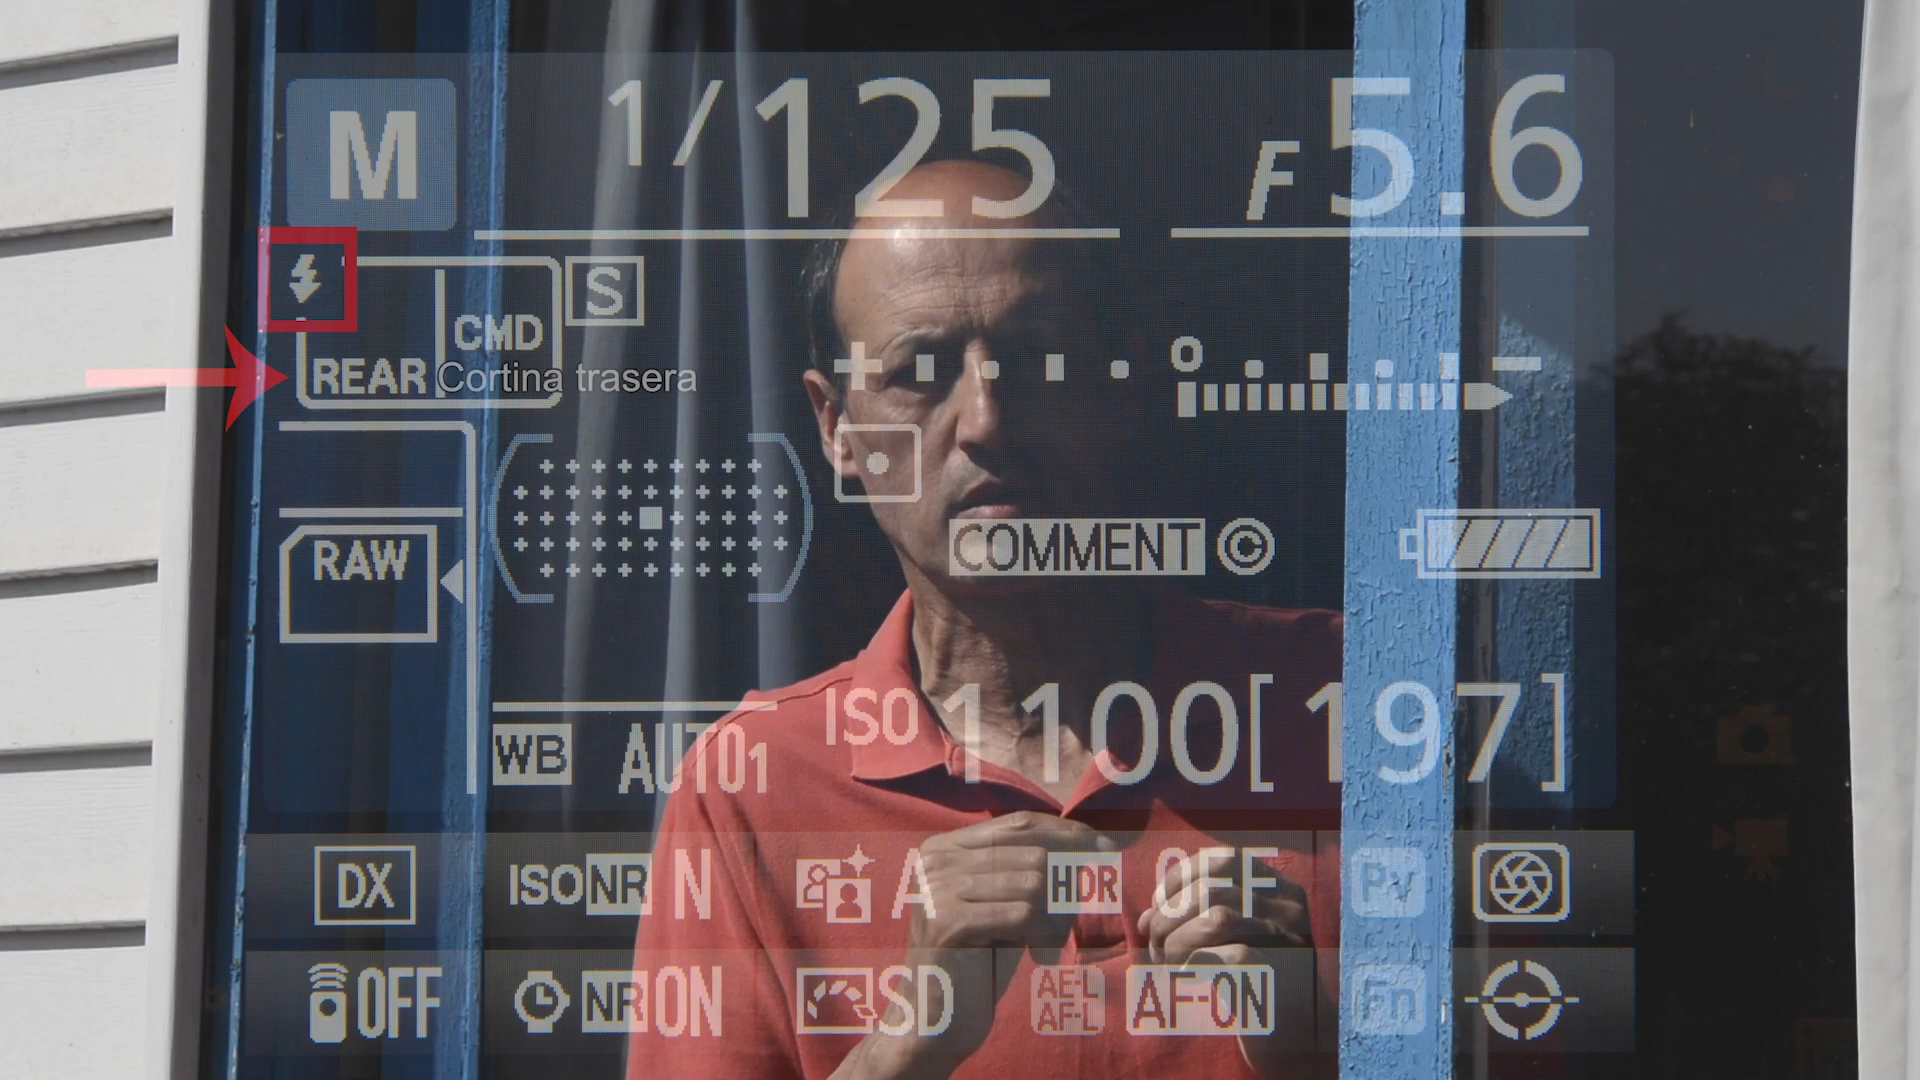 M 1/125 F5.6
S
CMD
REAR Cortina trasera
+ 0 −
RAW
COMMENT ©
WB AUTO1 ISO 1100[197]
DX ISO NR N A HDR OFF Pv
OFF NR ON SD AE-L AF-L AF-ON Fn